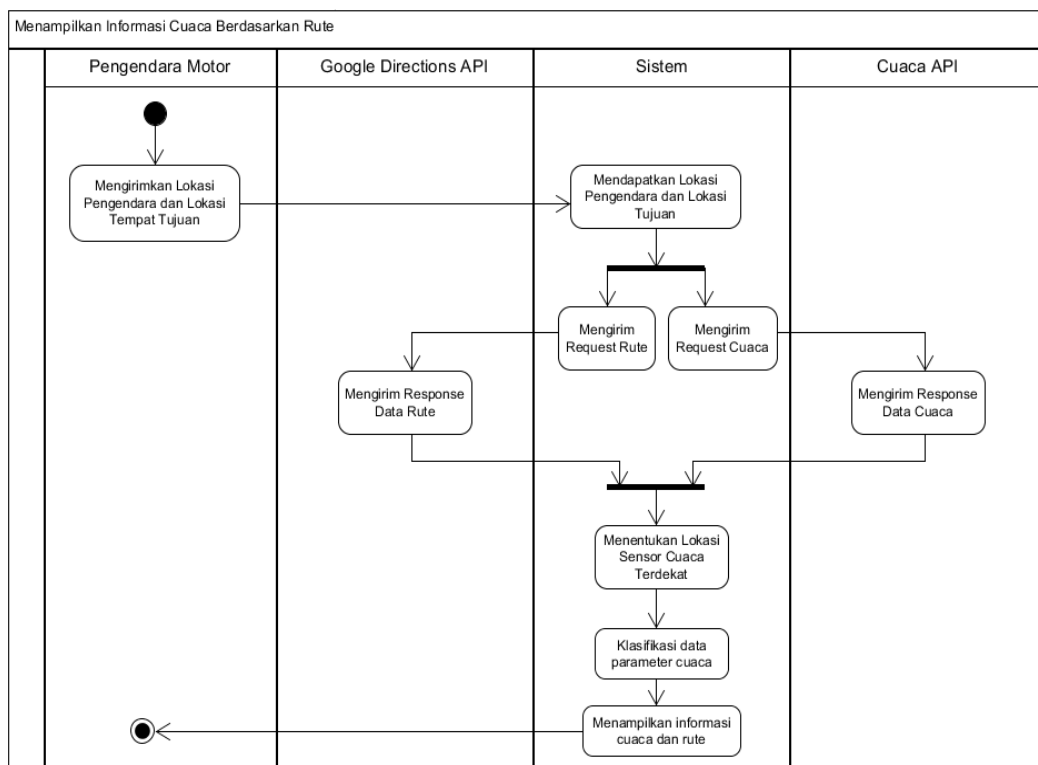 Menampilkan Informasi Cuaca Berdasarkan Rute
Pengendara Motor
Google Directions API
Sistem
Cuaca API
Mengirimkan Lokasi
Pengendara dan Lokasi
Tempat Tujuan
Mendapatkan Lokasi
Pengendara dan Lokasi
Tujuan
Mengirim
Request Rute
Mengirim
Request Cuaca
Mengirim Response
Data Rute
Mengirim Response
Data Cuaca
Menentukan Lokasi
Sensor Cuaca
Terdekat
Klasifikasi data
parameter cuaca
Menampilkan informasi
cuaca dan rute